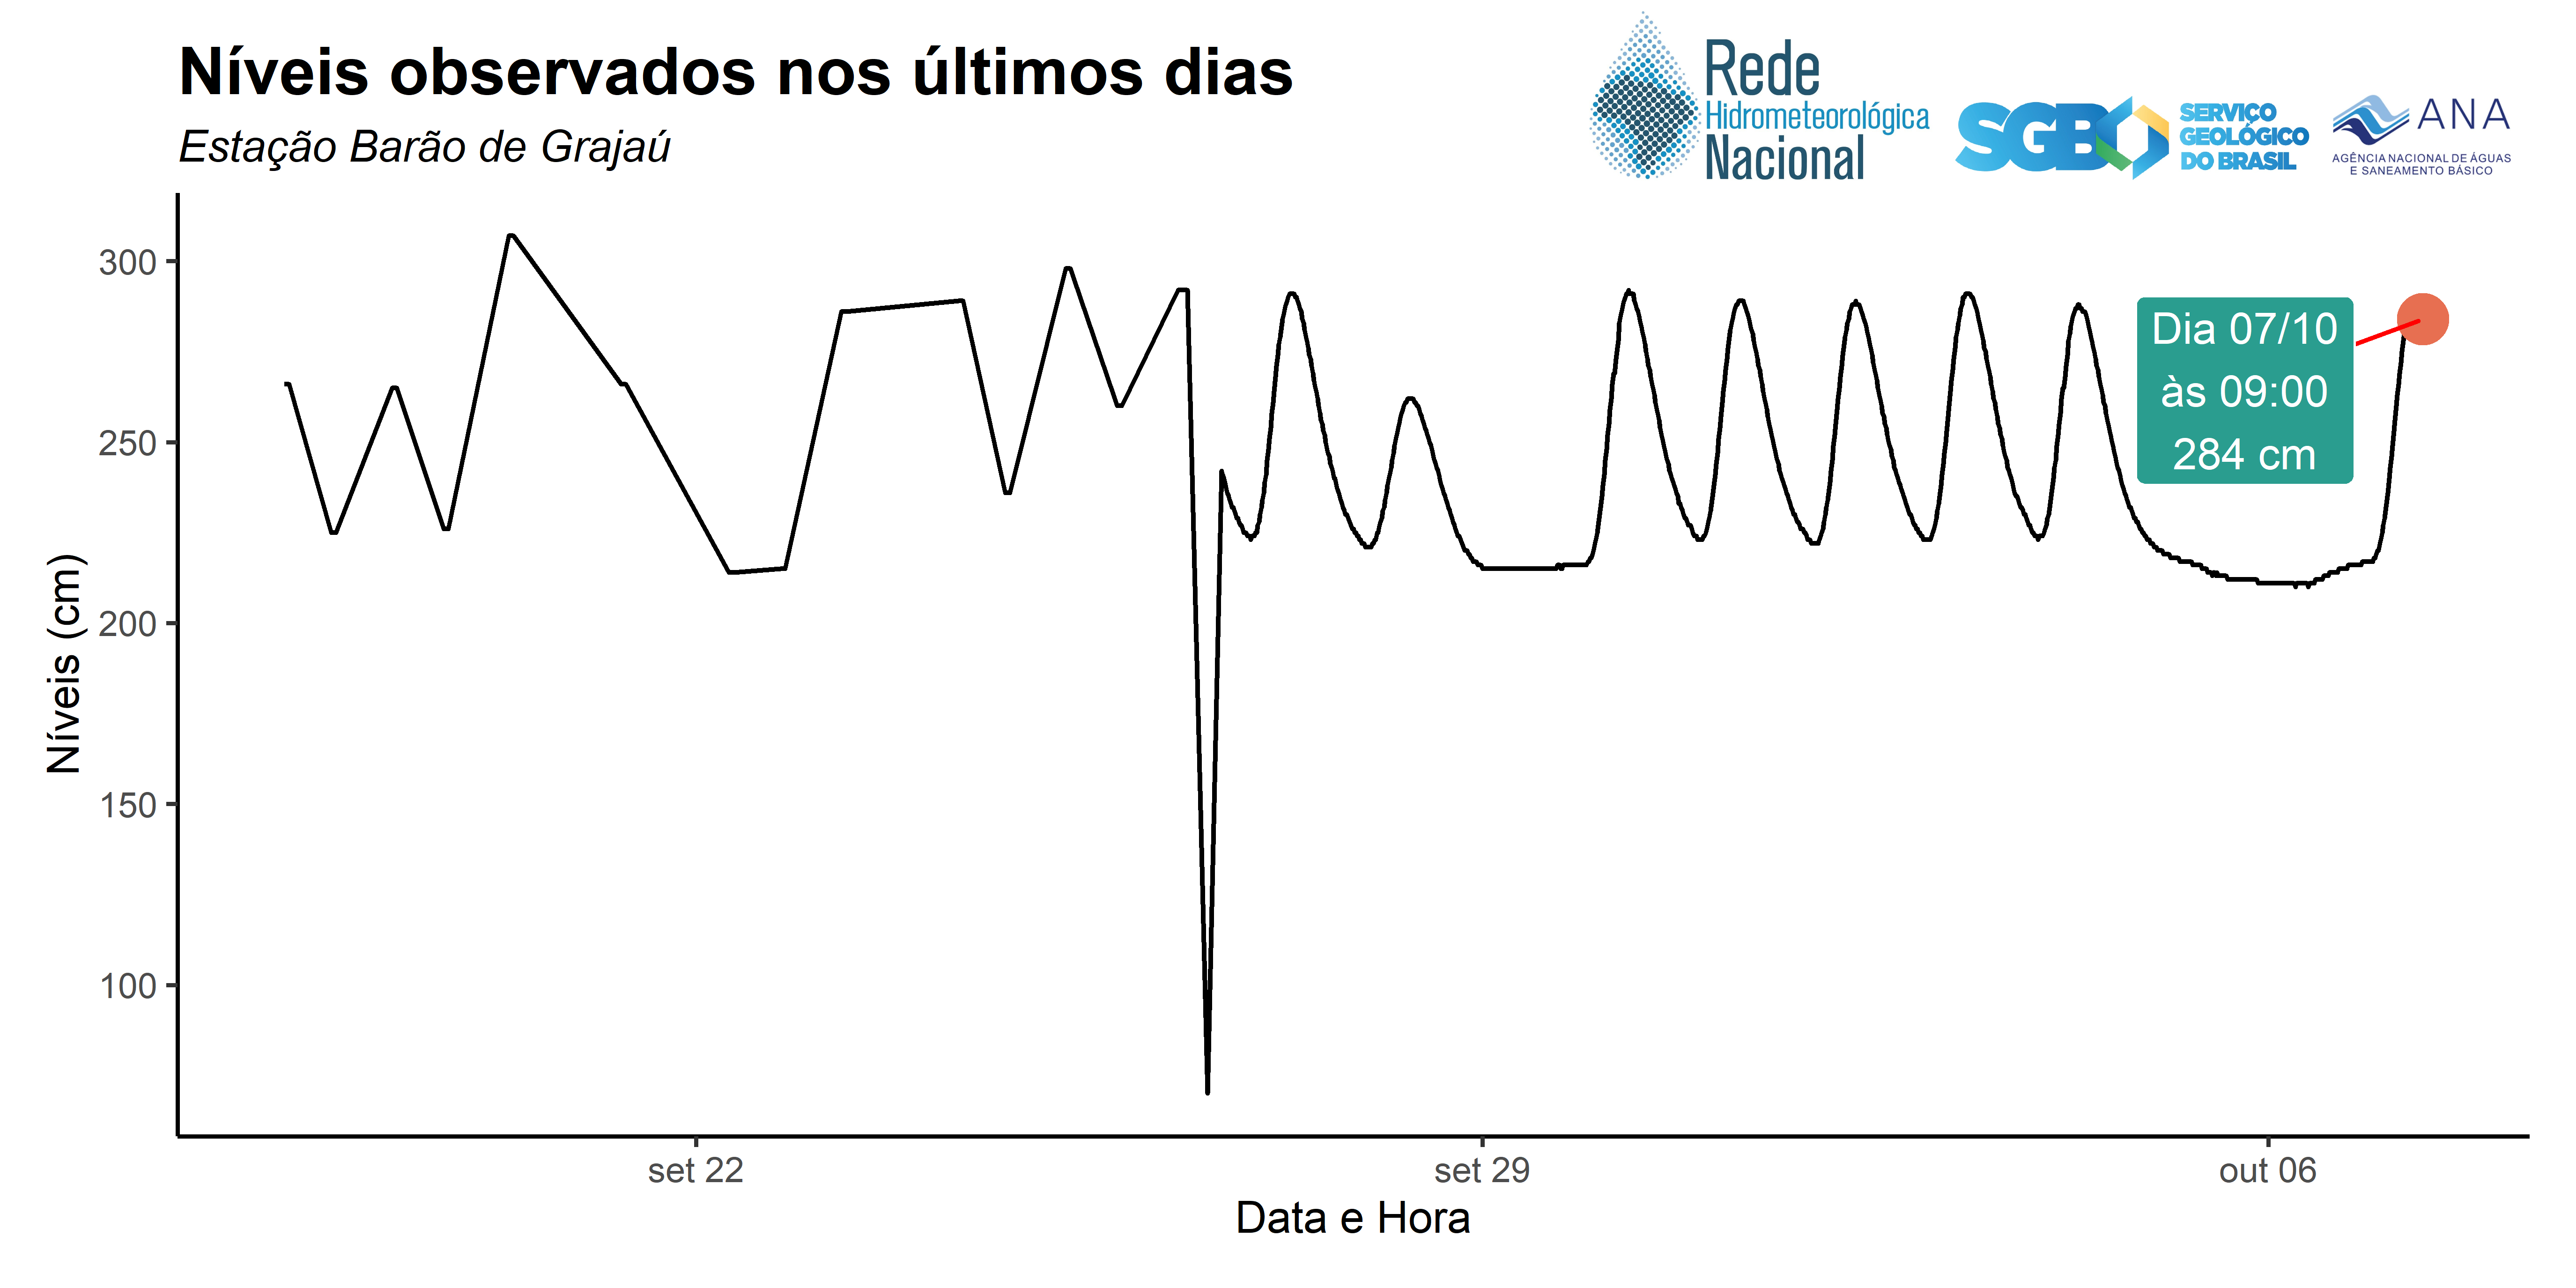 Níveis observados nos últimos dias
Estação Barão de Grajaú
Rede
Hidrometeorológica
Nacional
SGB
SERVIÇO
GEOLÓGICO
DO BRASIL
ANA
AGÊNCIA NACIONAL DE ÁGUAS
E SANEAMENTO BÁSICO
300
250
200
150
100
Níveis (cm)
Dia 07/10
às 09:00
284 cm
set 22
set 29
out 06
Data e Hora